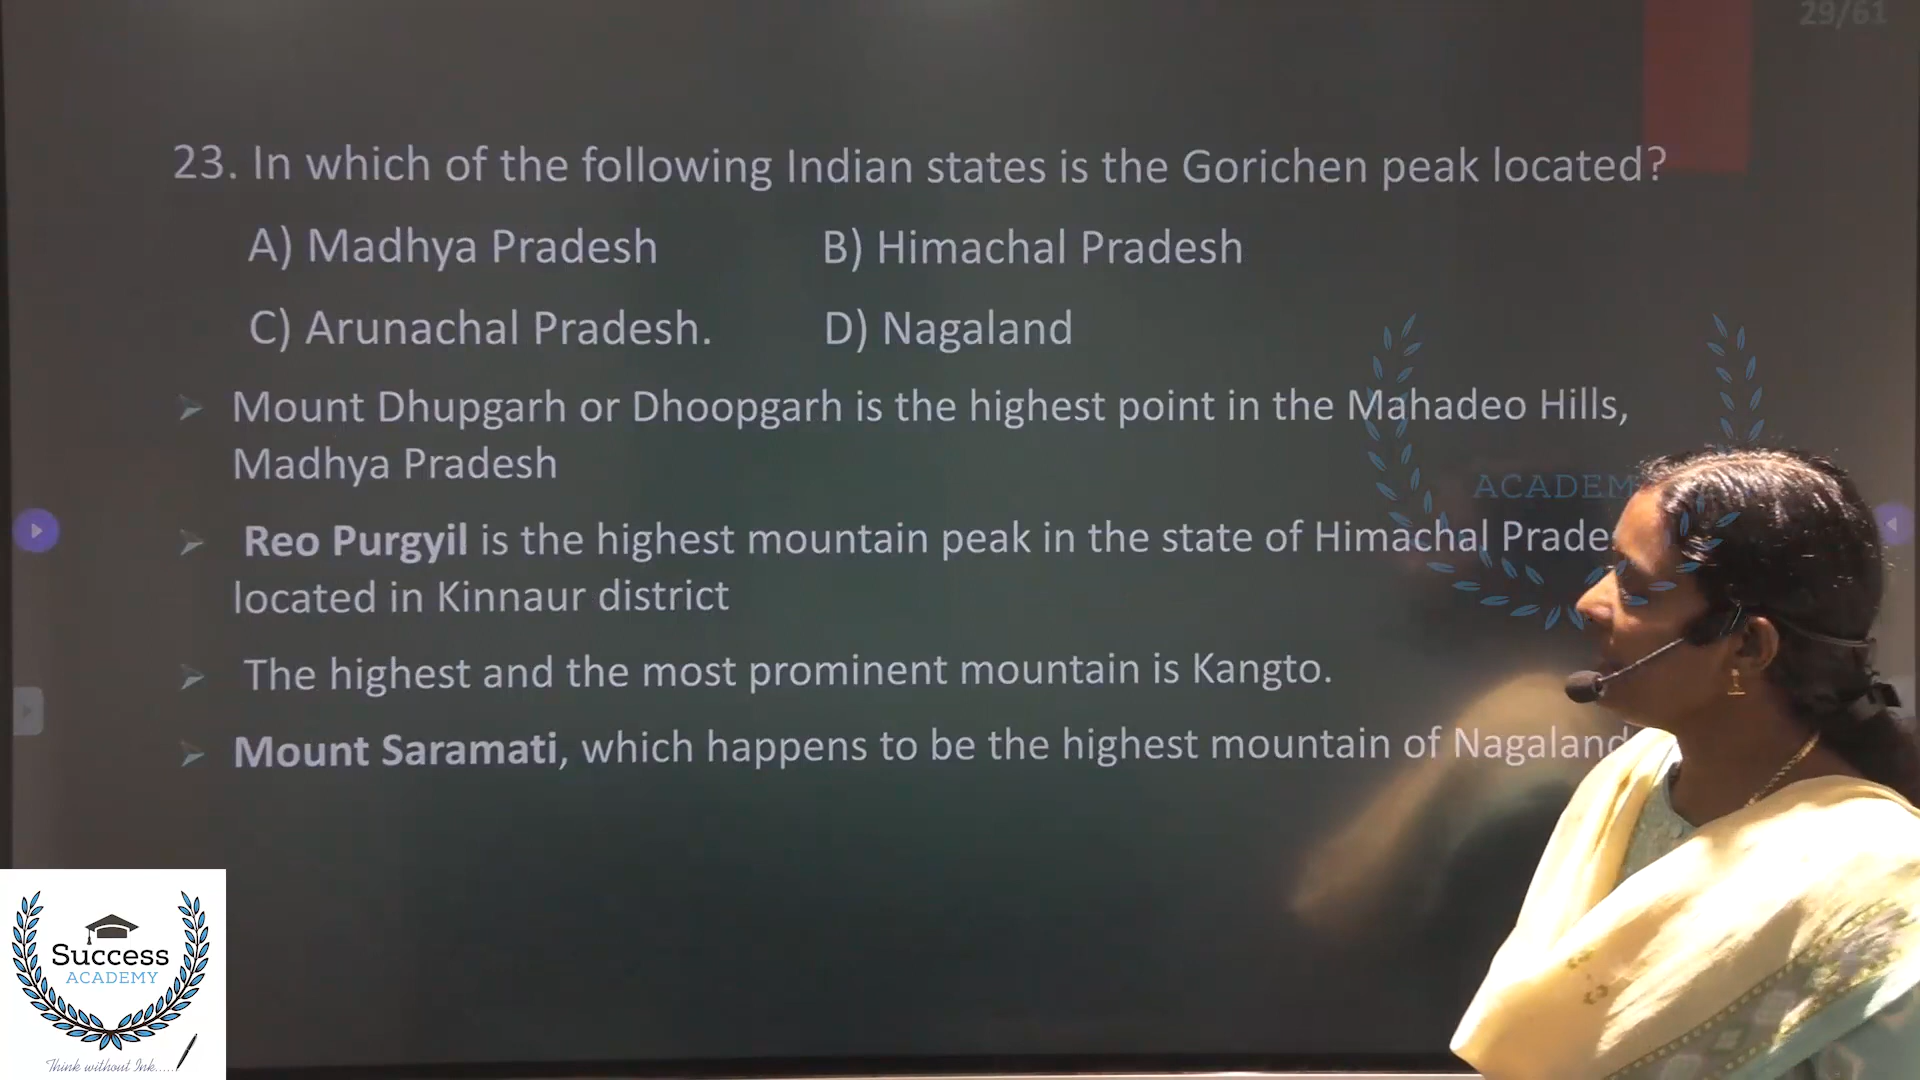 29/61
23. In which of the following Indian states is the Gorichen peak located?
A) Madhya Pradesh B) Himachal Pradesh
C) Arunachal Pradesh. D) Nagaland
Mount Dhupgarh or Dhoopgarh is the highest point in the Mahadeo Hills,
Madhya Pradesh
ACADEM
Reo Purgyil is the highest mountain peak in the state of Himachal Prade
located in Kinnaur district
The highest and the most prominent mountain is Kangto.
Mount Saramati, which happens to be the highest mountain of Nagaland
Success
ACADEMY
Think without Ink.....